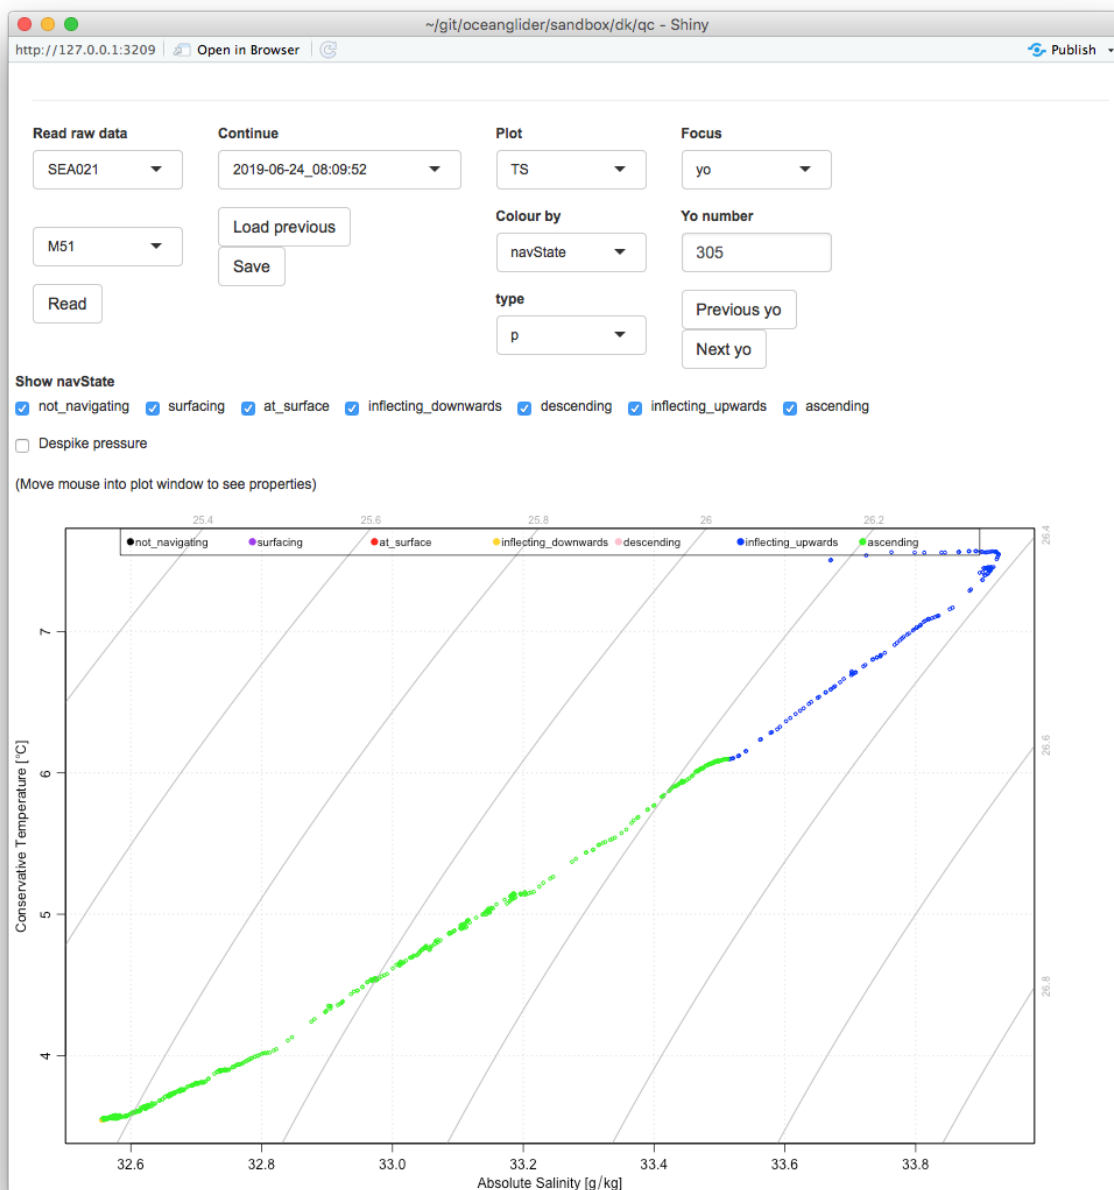 ~/git/oceanglider/sandbox/dk/qc - Shiny
http://127.0.0.1:3209 Open in Browser Publish
Read raw data Continue Plot Focus
SEA021 2019-06-24_08:09:52 TS yo
Colour by Yo number
M51 Load previous navState 305
Save
Read type Previous yo
p Next yo
Show navState
not_navigating surfacing at_surface inflecting_downwards descending inflecting_upwards ascending
Despike pressure
(Move mouse into plot window to see properties)
25.4 25.6 25.8 26 26.2 26.4
not_navigating surfacing at_surface inflecting_downwards descending inflecting_upwards ascending
7
26.6
6
Conservative Temperature [°C]
5
26.8
4
32.6 32.8 33.0 33.2 33.4 33.6 33.8
Absolute Salinity [g/kg]